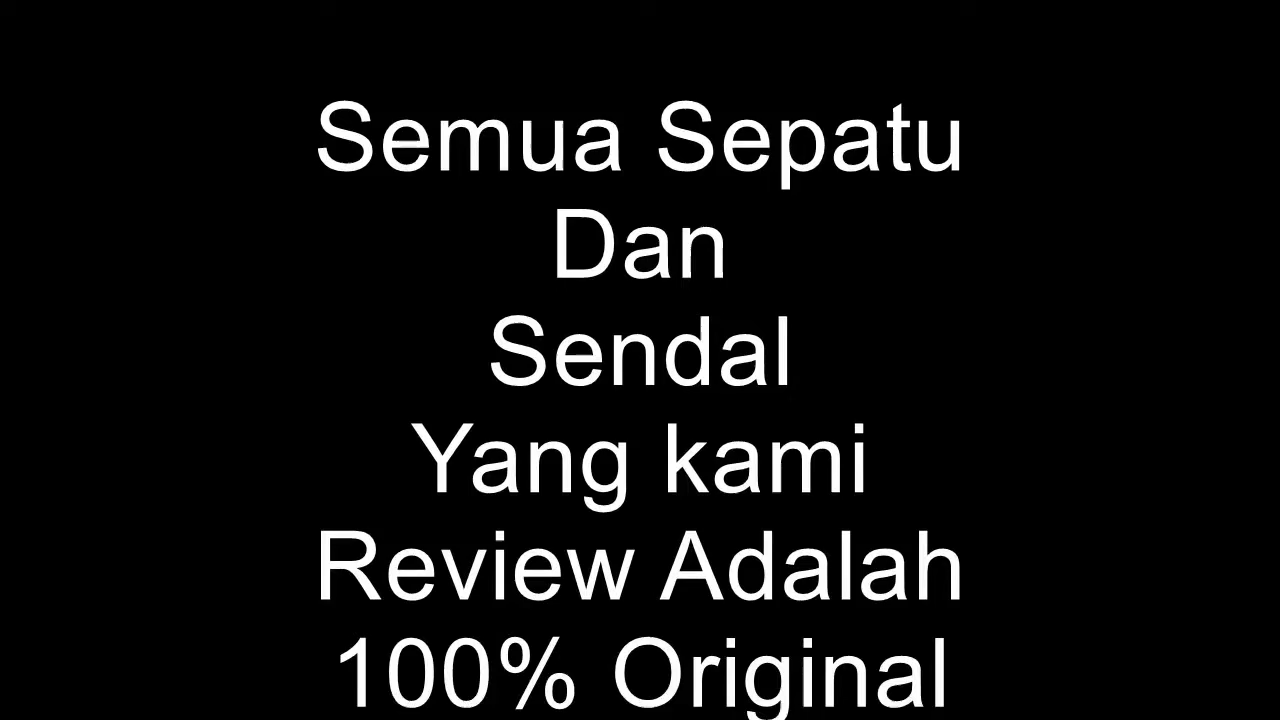 Semua Sepatu
Dan
Sendal
Yang kami
Review Adalah
100% Original